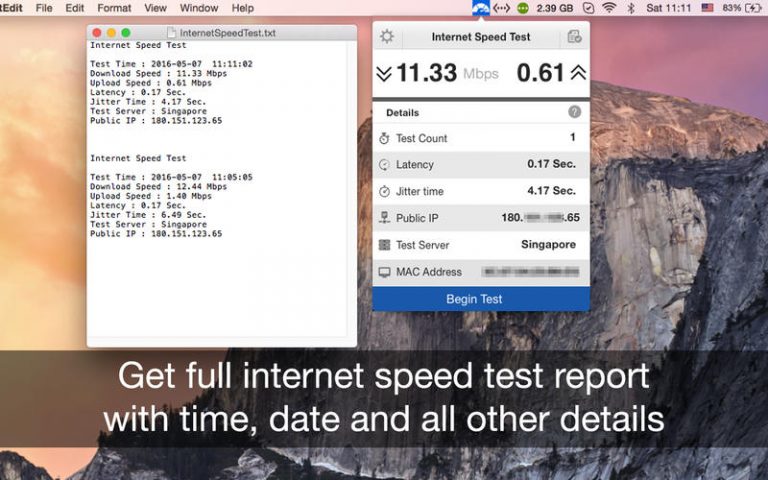 tEdit File Edit Format View Window Help 2.39 GB Sat 11:11 83%
InternetSpeedTest.txt
Internet Speed Test
Test Time : 2016-05-07 11:11:02
Download Speed : 11.33 Mbps
Upload Speed : 0.61 Mbps
Latency : 0.17 Sec.
Jitter Time : 4.17 Sec.
Test Server : Singapore
Public IP : 180.151.123.65
Internet Speed Test
Test Time : 2016-05-07 11:05:05
Download Speed : 12.44 Mbps
Upload Speed : 1.40 Mbps
Latency : 0.17 Sec.
Jitter Time : 6.49 Sec.
Test Server : Singapore
Public IP : 180.151.123.65
Internet Speed Test
11.33 Mbps 0.61
Details ?
Test Count 1
Latency 0.17 Sec.
Jitter time 4.17 Sec.
Public IP 180. .65
Test Server Singapore
MAC Address
Begin Test
Get full internet speed test report
with time, date and all other details